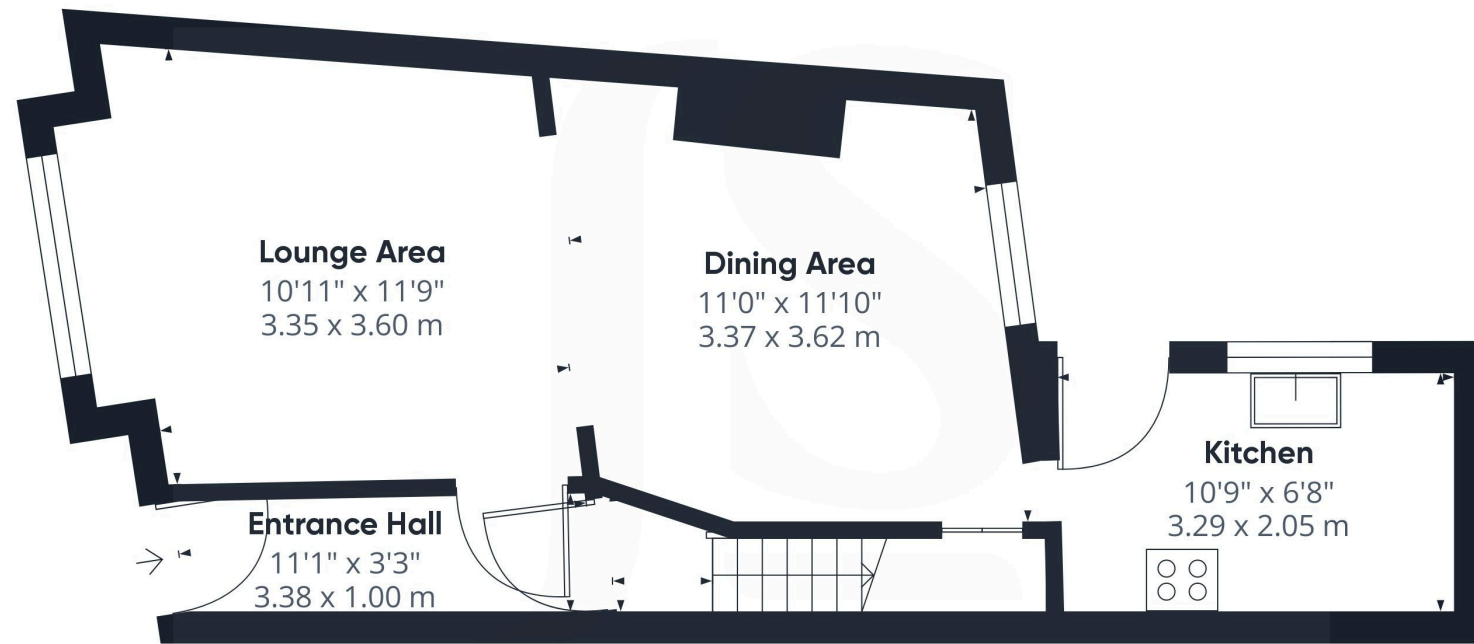 Lounge Area
10'11" x 11'9"
3.35 x 3.60 m
Dining Area
11'0" x 11'10"
3.37 x 3.62 m
Kitchen
10'9" x 6'8"
3.29 x 2.05 m
Entrance Hall
11'1" x 3'3"
3.38 x 1.00 m